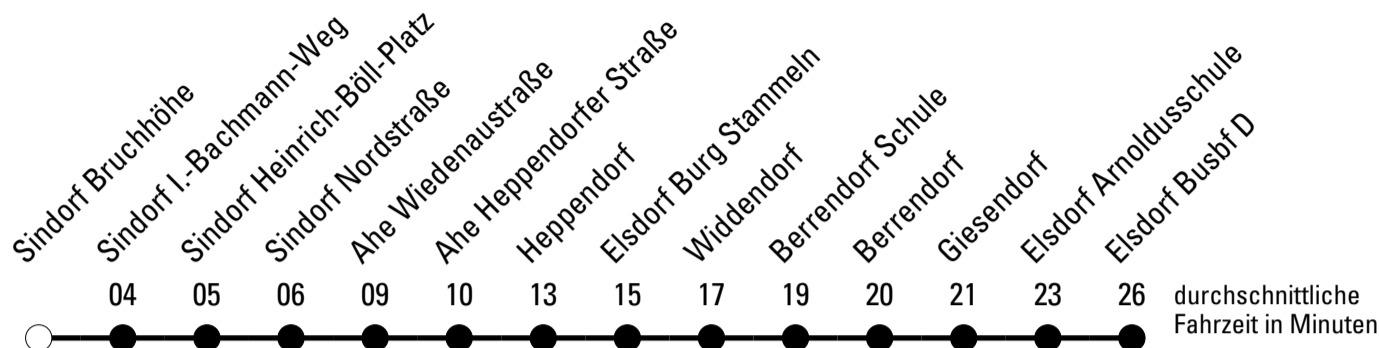 Sindorf Bruchhöhe
Sindorf I.-Bachmann-Weg
Sindorf Heinrich-Böll-Platz
Sindorf Nordstraße
Ahe Wiedenaustraße
Ahe Heppendorfer Straße
Heppendorf
Elsdorf Burg Stammeln
Widdendorf
Berrendorf Schule
Berrendorf
Giesendorf
Elsdorf Arnoldusschule
Elsdorf Busbf D
04 05 06 09 10 13 15 17 19 20 21 23 26
durchschnittliche
Fahrzeit in Minuten